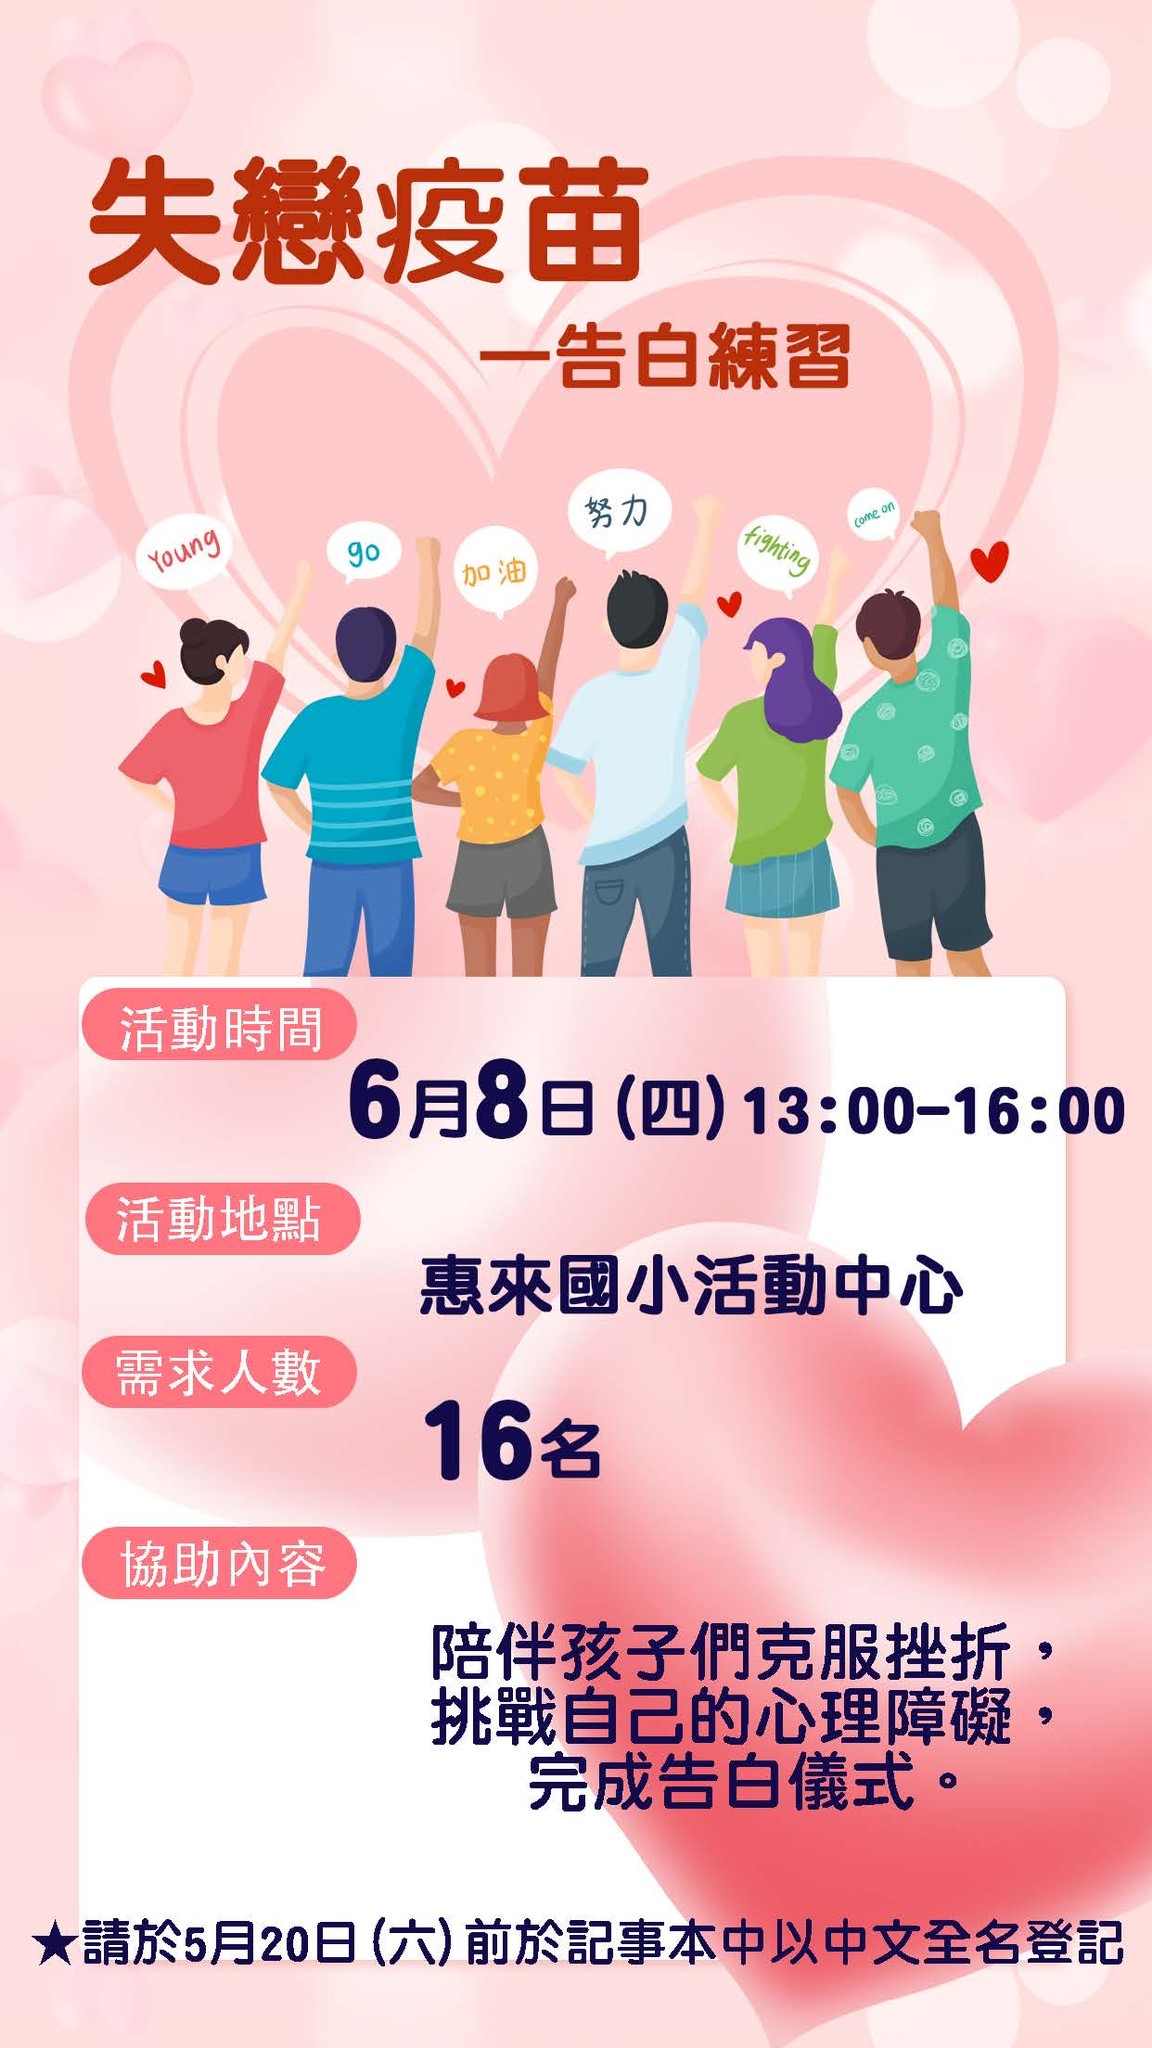 失戀疫苗
—告白練習
Young
go
加油
努力
fighting
come on
活動時間
6月8日(四)13:00-16:00
活動地點
惠來國小活動中心
需求人數
16名
協助內容
陪伴孩子們克服挫折，
挑戰自己的心理障礙，
完成告白儀式。
★請於5月20日(六)前於記事本中以中文全名登記